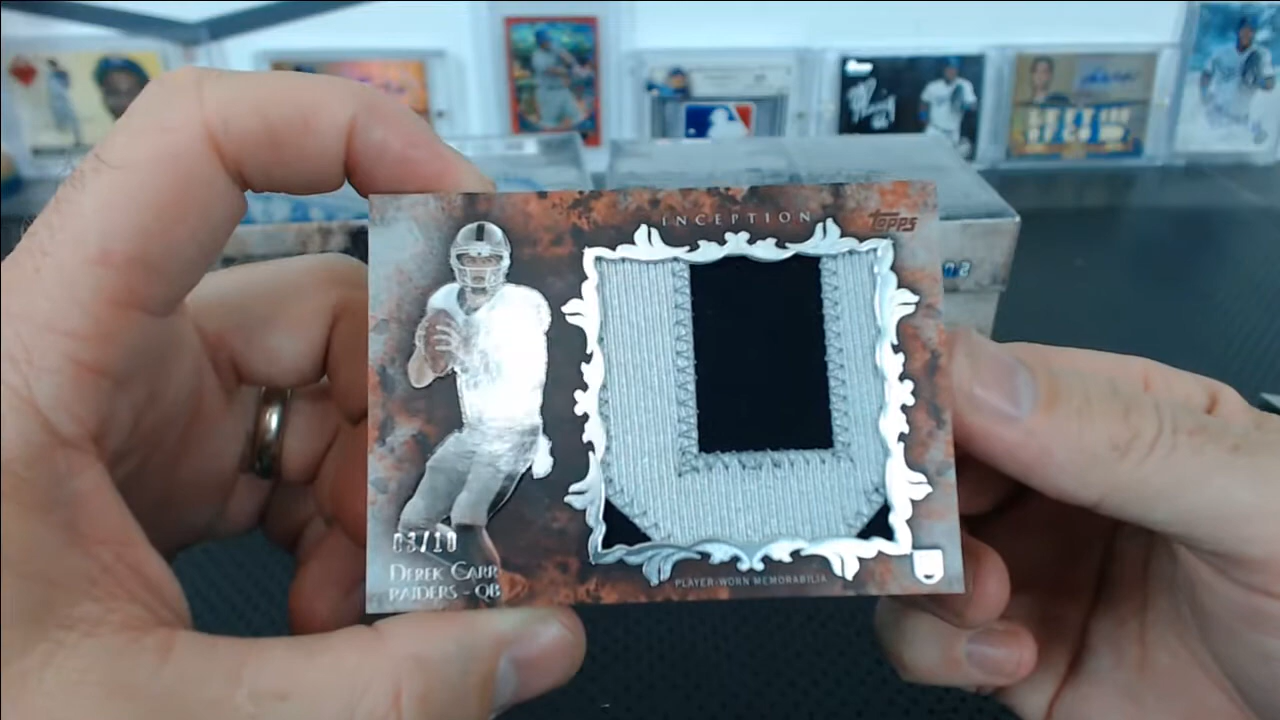 INCEPTION
TOPPS
03/10
DEREK CARR
RAIDERS - QB
PLAYER-WORN MEMORABILIA